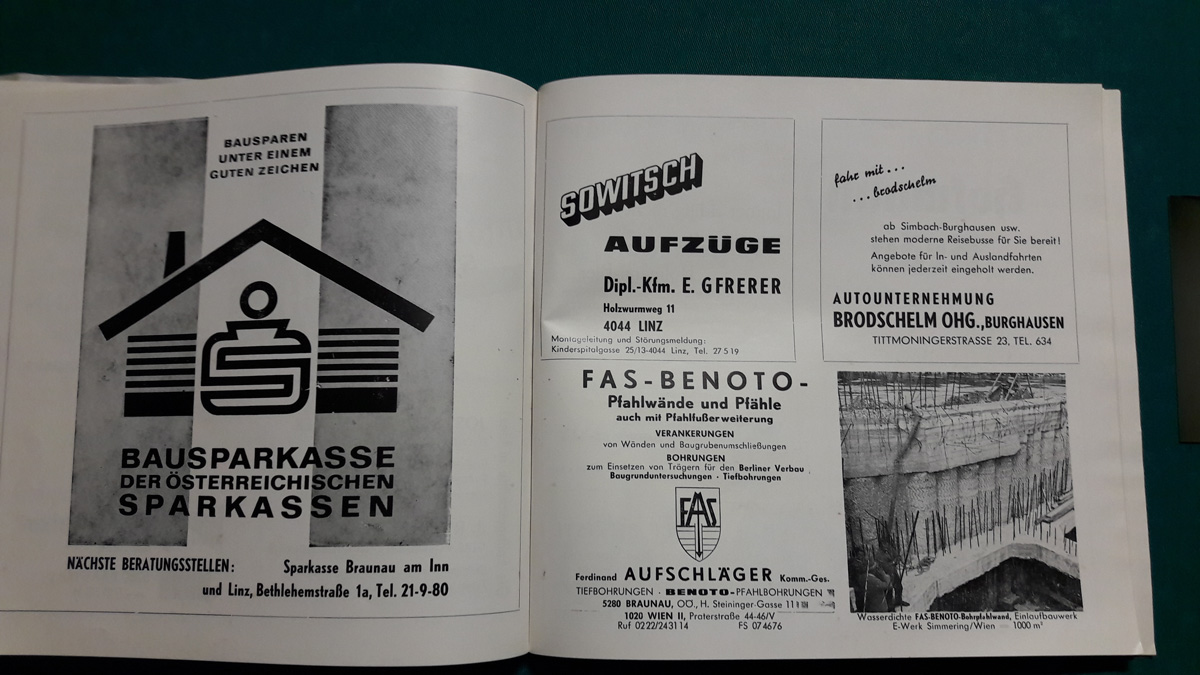 BAUSPAREN
UNTER EINEM
GUTEN ZEICHEN
BAUSPARKASSE
DER ÖSTERREICHISCHEN
SPARKASSEN
NÄCHSTE BERATUNGSSTELLEN: Sparkasse Braunau am Inn
und Linz, Bethlehemstraße 1a, Tel. 21-9-80
SOWITSCH
AUFZÜGE
Dipl.-Kfm. E. GFRERER
Holzwurmweg 11
4044 LINZ
Montageleitung und Störungsmeldung:
Kinderspitalgasse 25/13-4044 Linz, Tel. 27 5 19
fahr mit . . .
. . . brodschelm
ab Simbach-Burghausen usw.
stehen moderne Reisebusse für Sie bereit!
Angebote für In- und Auslandfahrten
können jederzeit eingeholt werden.
AUTOUNTERNEHMUNG
BRODSCHELM OHG., BURGHAUSEN
TITTMONINGERSTRASSE 23, TEL. 634
FAS-BENOTO-
Pfahlwände und Pfähle
auch mit Pfahlfußerweiterung
VERANKERUNGEN
von Wänden und Baugrubenumschließungen
BOHRUNGEN
zum Einsetzen von Trägern für den Berliner Verbau
Baugrunduntersuchungen · Tiefbohrungen
FAS
Ferdinand AUFSCHLÄGER Komm.-Ges.
TIEFBOHRUNGEN · BENOTO-PFAHLBOHRUNGEN
5280 BRAUNAU, OÖ., H. Steininger-Gasse
1020 WIEN II, Praterstraße 44-46/V
Ruf 0222/243114 FS 074676
Wasserdichte FAS-BENOTO-Bohrpfahlwand, Einlaufbauwerk
E-Werk Simmering/Wien 1000 m²